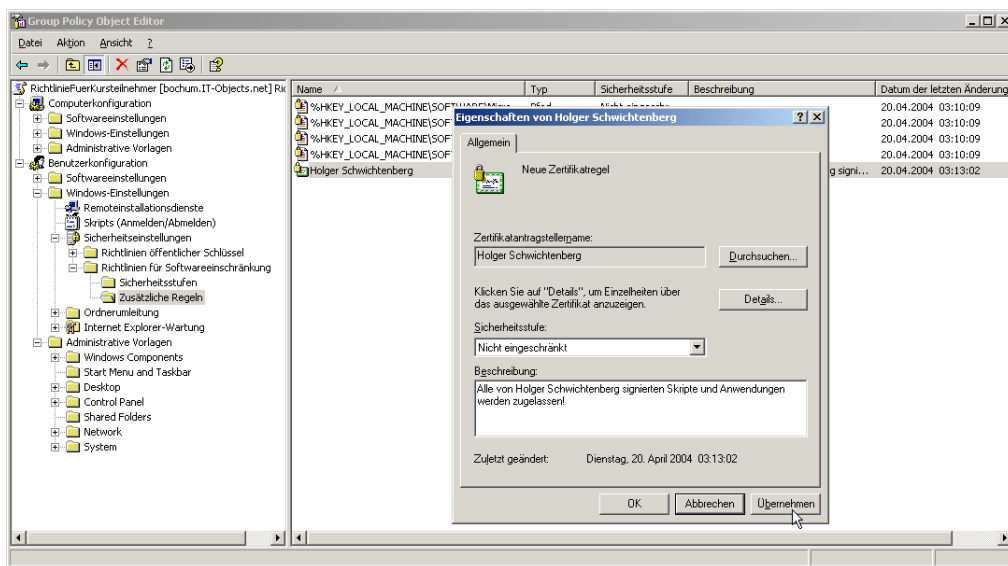 Group Policy Object Editor
Datei Aktion Ansicht ?
RichtlinieFuerKursteilnehmer [bochum.IT-Objects.net] Ric
Computerkonfiguration
Softwareeinstellungen
Windows-Einstellungen
Administrative Vorlagen
Benutzerkonfiguration
Softwareeinstellungen
Windows-Einstellungen
Remoteinstallationsdienste
Skripts (Anmelden/Abmelden)
Sicherheitseinstellungen
Richtlinien öffentlicher Schlüssel
Richtlinien für Softwareeinschränkung
Sicherheitsstufen
Zusätzliche Regeln
Ordnerumleitung
Internet Explorer-Wartung
Administrative Vorlagen
Windows Components
Start Menu and Taskbar
Desktop
Control Panel
Shared Folders
Network
System
Name Typ Sicherheitsstufe Beschreibung Datum der letzten Änderung
%HKEY_LOCAL_MACHINE\SOFTWARE\Micro... Pfad Nicht eingeschr... 20.04.2004 03:10:09
%HKEY_LOCAL_MACHINE\SOF 20.04.2004 03:10:09
%HKEY_LOCAL_MACHINE\SOF 20.04.2004 03:10:09
%HKEY_LOCAL_MACHINE\SOF 20.04.2004 03:10:09
Holger Schwichtenberg g signi... 20.04.2004 03:13:02
Eigenschaften von Holger Schwichtenberg
Allgemein
Neue Zertifikatregel
Zertifikatantragstellername:
Holger Schwichtenberg Durchsuchen...
Klicken Sie auf "Details", um Einzelheiten über
das ausgewählte Zertifikat anzuzeigen.
Details...
Sicherheitsstufe:
Nicht eingeschränkt
Beschreibung:
Alle von Holger Schwichtenberg signierten Skripte und Anwendungen
werden zugelassen!
Zuletzt geändert: Dienstag, 20. April 2004 03:13:02
OK Abbrechen Übernehmen